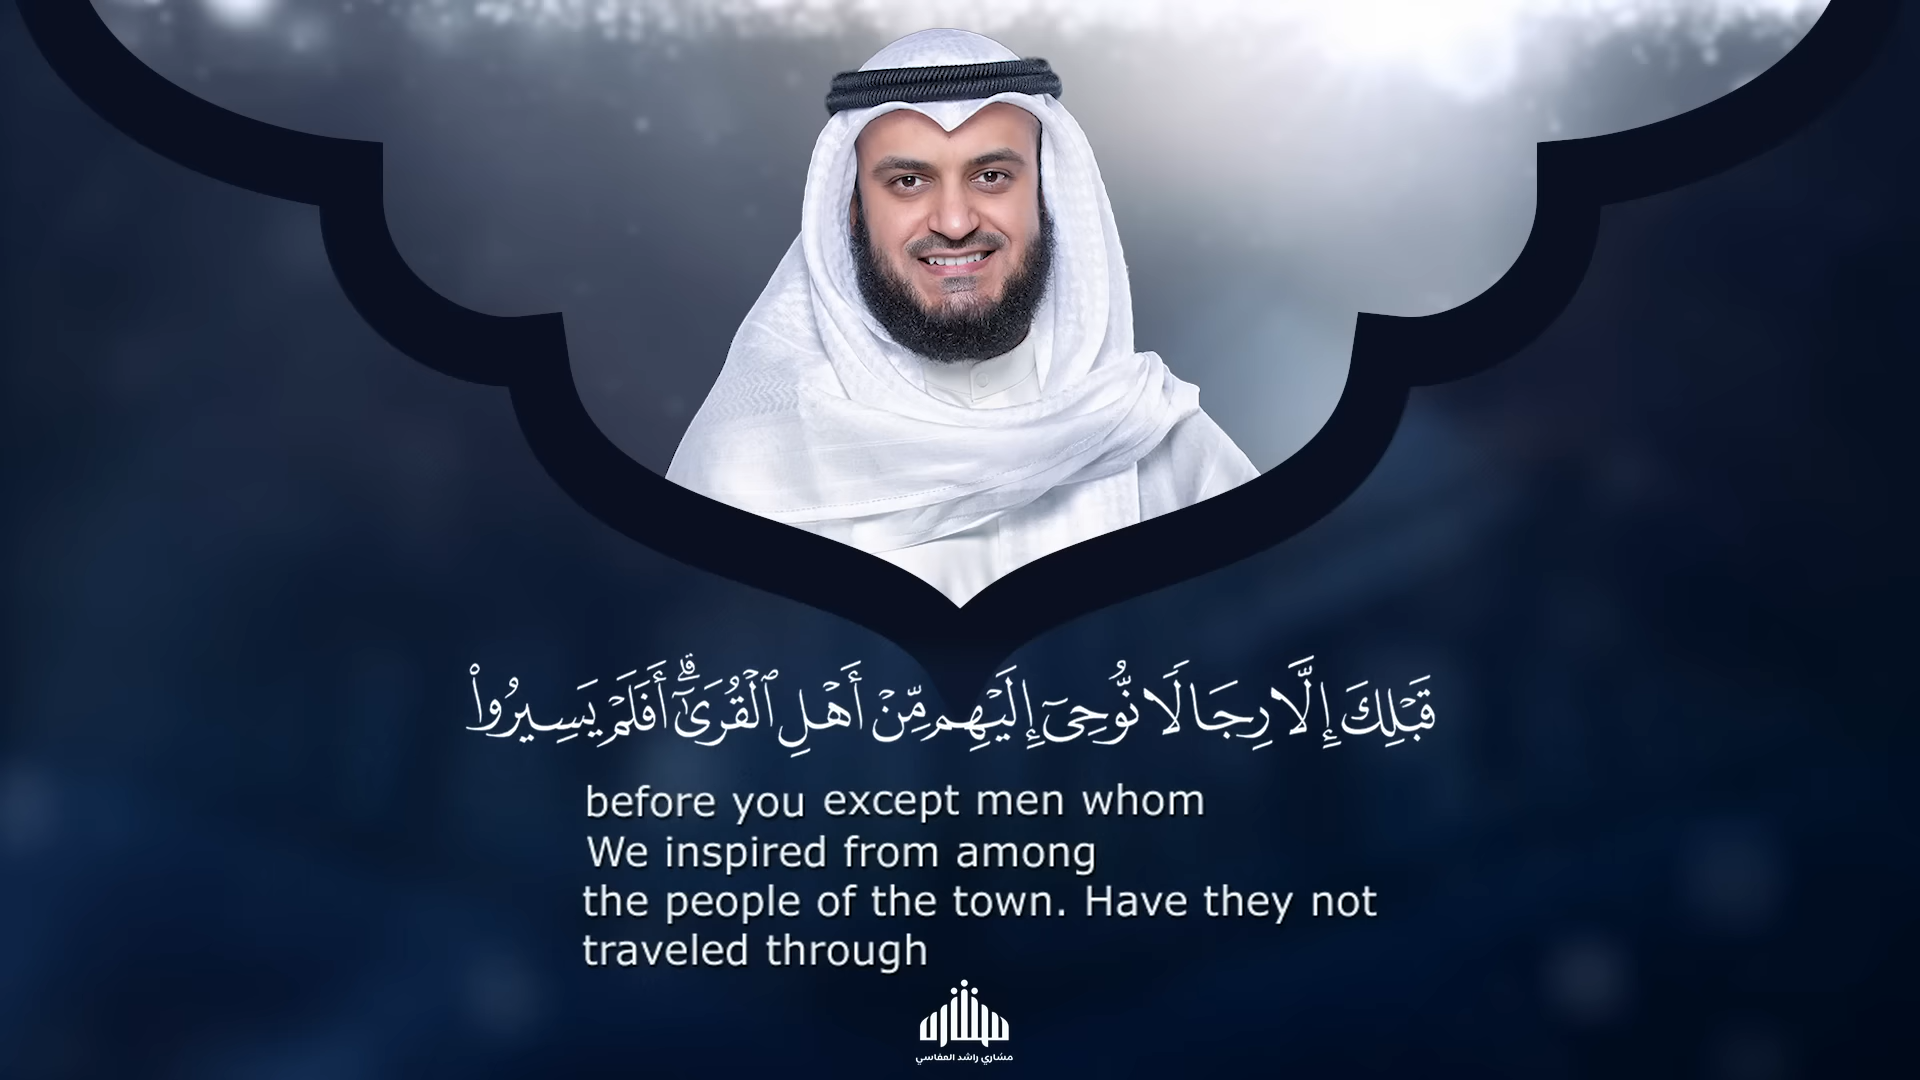 قَبْلِكَ إِلَّا رِجَالًا نُّوحِىٓ إِلَيْهِم مِّنْ أَهْلِ ٱلْقُرَىٰٓ ۗ أَفَلَمْ يَسِيرُوا۟
before you except men whom
We inspired from among
the people of the town. Have they not
traveled through
مشاري
مشاري راشد العفاسي